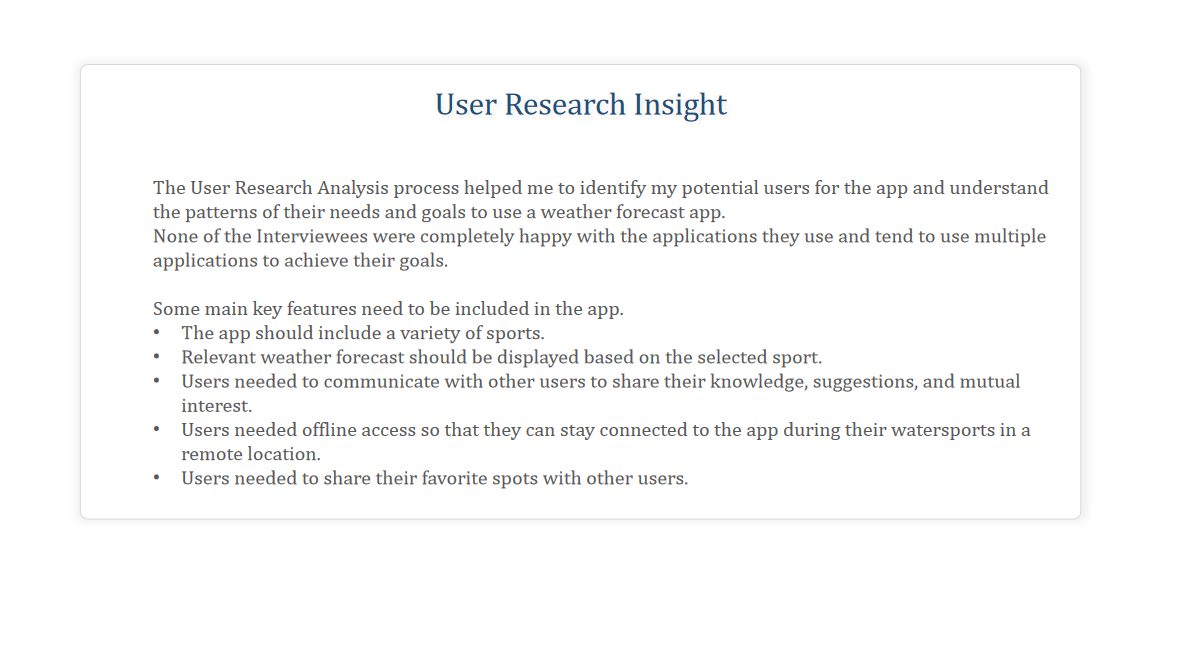 User Research Insight
The User Research Analysis process helped me to identify my potential users for the app and understand
the patterns of their needs and goals to use a weather forecast app.
None of the Interviewees were completely happy with the applications they use and tend to use multiple
applications to achieve their goals.
Some main key features need to be included in the app.
• The app should include a variety of sports.
• Relevant weather forecast should be displayed based on the selected sport.
• Users needed to communicate with other users to share their knowledge, suggestions, and mutual
interest.
• Users needed offline access so that they can stay connected to the app during their watersports in a
remote location.
• Users needed to share their favorite spots with other users.